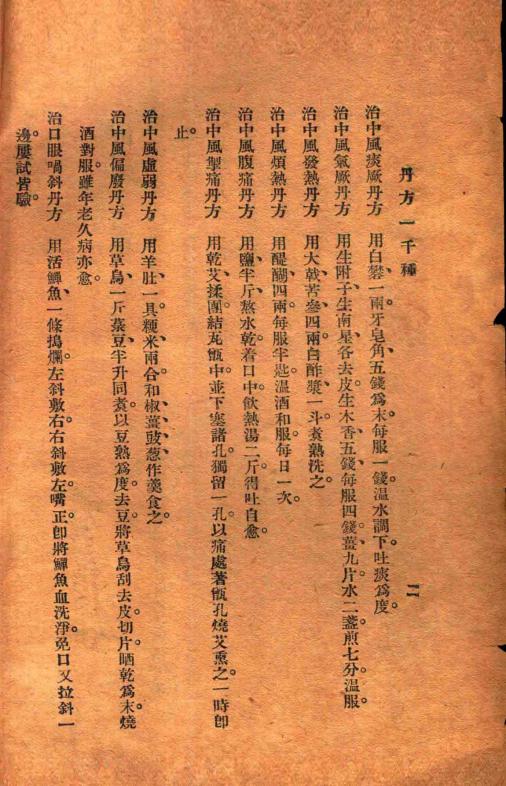 丹方一千種
二
治中風痰厥丹方　用白礬一兩、牙皂角五錢爲末。每服一錢。溫水調下。吐痰爲度。
治中風氣厥丹方　用生附子、生南星各去皮、生木香五錢、每服四錢、薑九片、水二盞。煎七分。溫服。
治中風發熱丹方　用大戟、苦參、四兩、白酢漿一斗、煮熟洗之。
治中風煩熱丹方　用醍醐四兩。每服半匙。溫酒和服。每日一次。
治中風腹痛丹方　用鹽半斤、熬水乾。着口中。飲熱湯二斤。得吐自愈。
治中風掣痛丹方　用乾艾揉團。結瓦甑中。並下塞諸孔。獨留一孔。以痛處著甑孔。燒艾熏之。一時卽
止。
治中風虛弱丹方　用羊肚一具、粳米兩合、和椒、薑、豉、葱、作羹食之
治中風偏廢丹方　用草烏一斤、菉豆半升、同煮。以豆熟爲度。去豆。將草烏刮去皮。切片。晒乾爲末。燒
酒對服。雖年老久病亦愈。
治口眼喎斜丹方　用活鱓魚一條搗爛。左斜敷右。右斜敷左。嘴正。卽將鱓魚血洗淨。免口又拉斜一
邊。屢試皆驗。